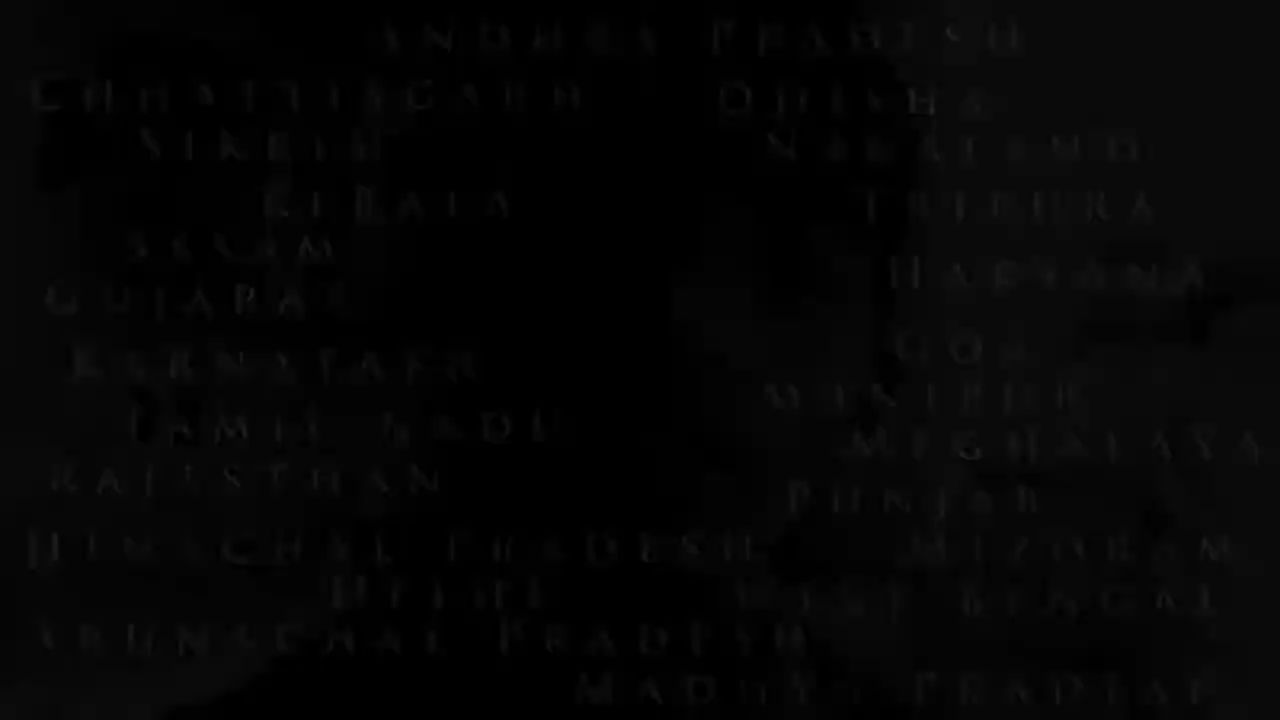 ANDHRA PRADESH
CHHATTISGARH ODISHA
SIKKIM NAGALAND
KERALA TRIPURA
ASSAM
HARYANA
GUJARAT
GOA
KARNATAKA
MANIPUR
TAMIL NADU
MEGHALAYA
RAJASTHAN
PUNJAB
HIMACHAL PRADESH MIZORAM
DELHI WEST BENGAL
ARUNACHAL PRADESH
MADHYA PRADESH